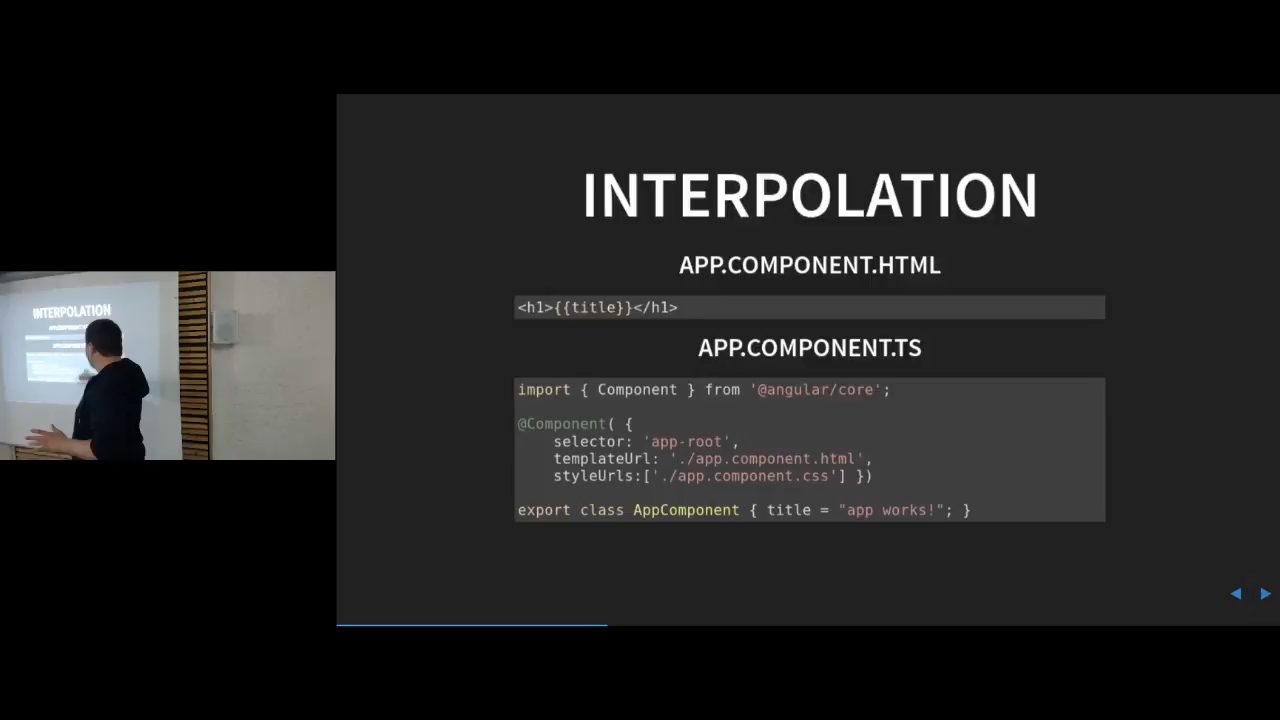 INTERPOLATION
APP.COMPONENT.HTML
<h1>{{title}}</h1>
APP.COMPONENT.TS
import { Component } from '@angular/core';
@Component( {
    selector: 'app-root',
    templateUrl: './app.component.html',
    styleUrls:['./app.component.css'] })
export class AppComponent { title = "app works!"; }
INTERPOLATION